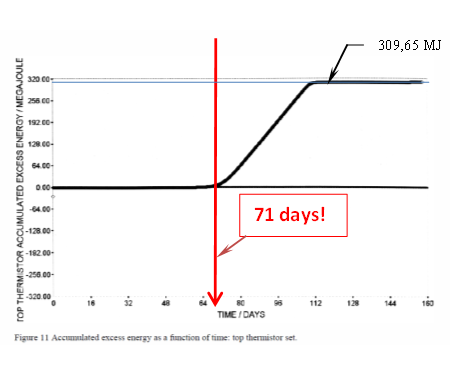 309,65 MJ
TOP THERMISTOR ACCUMULATED EXCESS ENERGY / MEGAJOULE
320.00
256.00
192.00
128.00
64.00
0.00
-64.00
-128.00
-192.00
-256.00
-320.00
71 days!
0 16 32 48 64 80 96 112 128 144 160
TIME / DAYS
Figure 11 Accumulated excess energy as a function of time: top thermistor set.